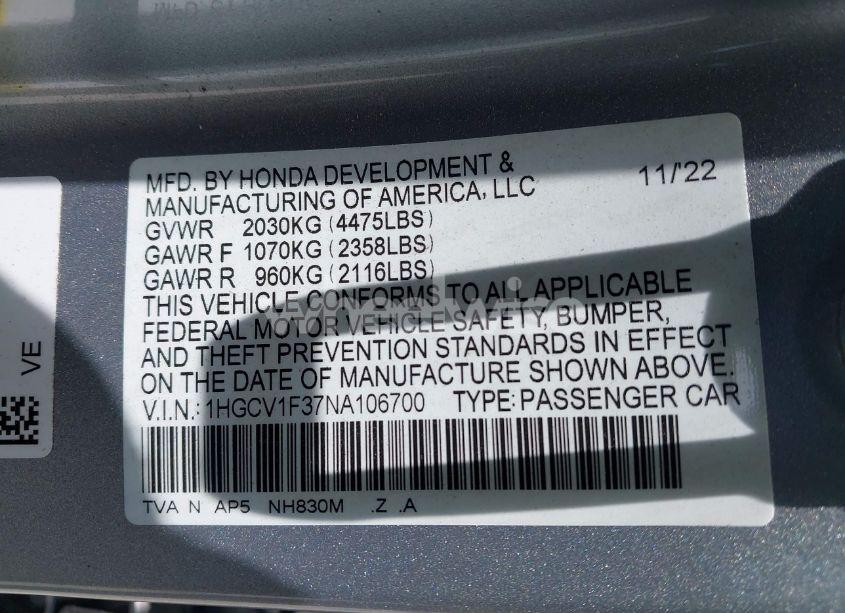 MFD. BY HONDA DEVELOPMENT &
MANUFACTURING OF AMERICA, LLC
11/'22
GVWR 2030KG (4475LBS)
GAWR F 1070KG (2358LBS)
GAWR R 960KG (2116LBS)
THIS VEHICLE CONFORMS TO ALL APPLICABLE
FEDERAL MOTOR VEHICLE SAFETY, BUMPER,
AND THEFT PREVENTION STANDARDS IN EFFECT
ON THE DATE OF MANUFACTURE SHOWN ABOVE.
V.I.N.: 1HGCV1F37NA106700 TYPE: PASSENGER CAR
TVA N AP5 NH830M .Z .A
VE